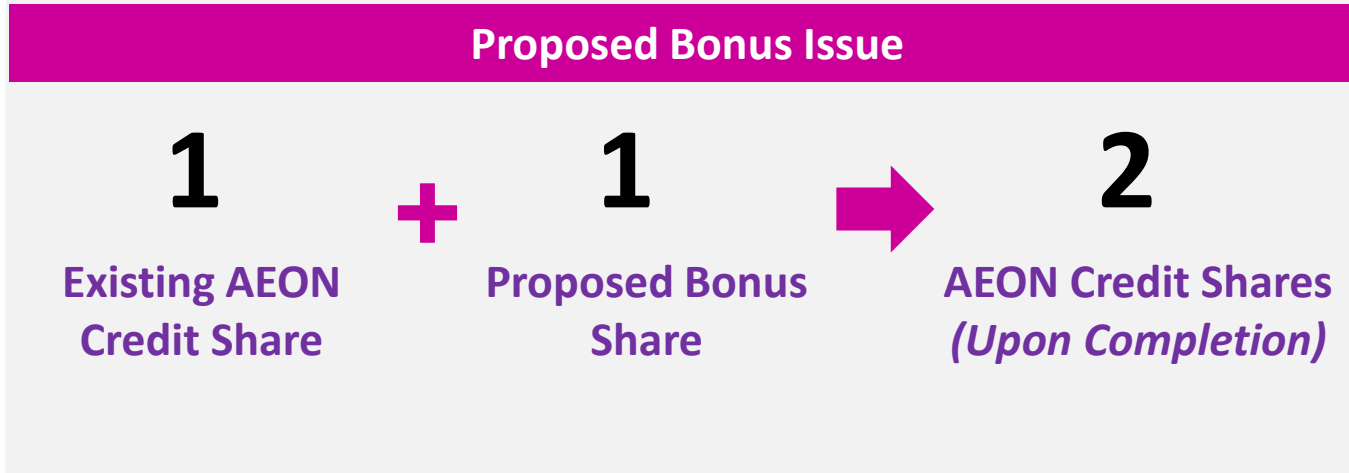 Proposed Bonus Issue
1
Existing AEON
Credit Share
+
1
Proposed Bonus
Share
2
AEON Credit Shares
(Upon Completion)